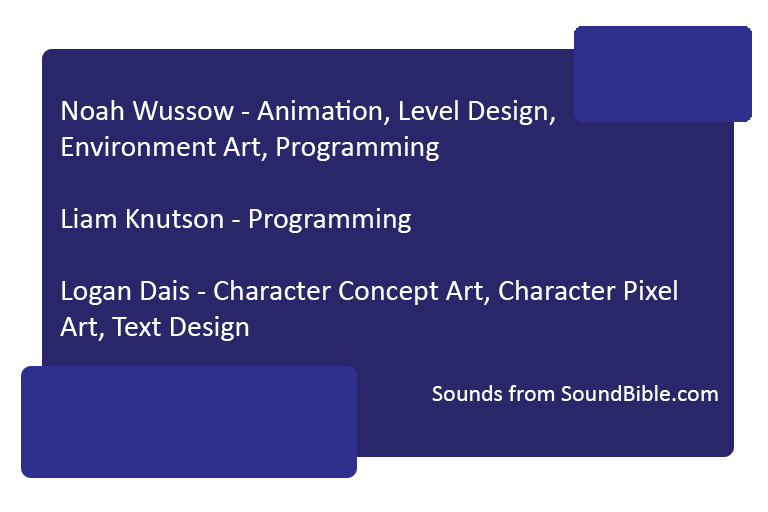 Noah Wussow - Animation, Level Design,
Environment Art, Programming
Liam Knutson - Programming
Logan Dais - Character Concept Art, Character Pixel
Art, Text Design
Sounds from SoundBible.com